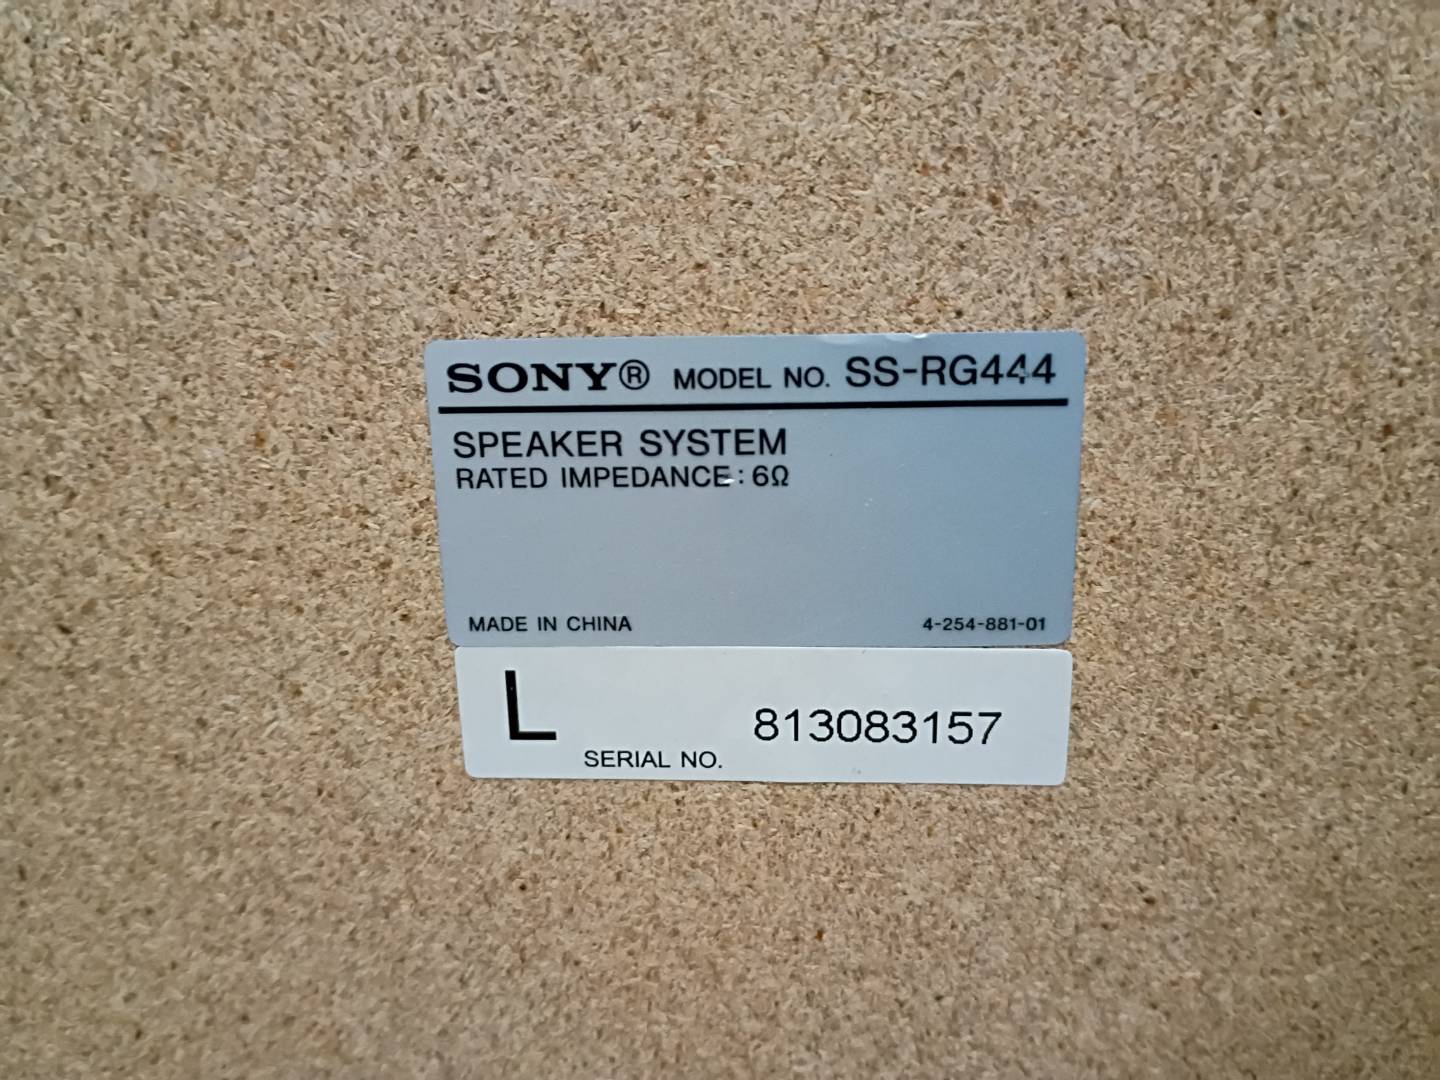 SONY® MODEL NO. SS-RG444
SPEAKER SYSTEM
RATED IMPEDANCE : 6Ω
MADE IN CHINA 4-254-881-01
L SERIAL NO. 813083157